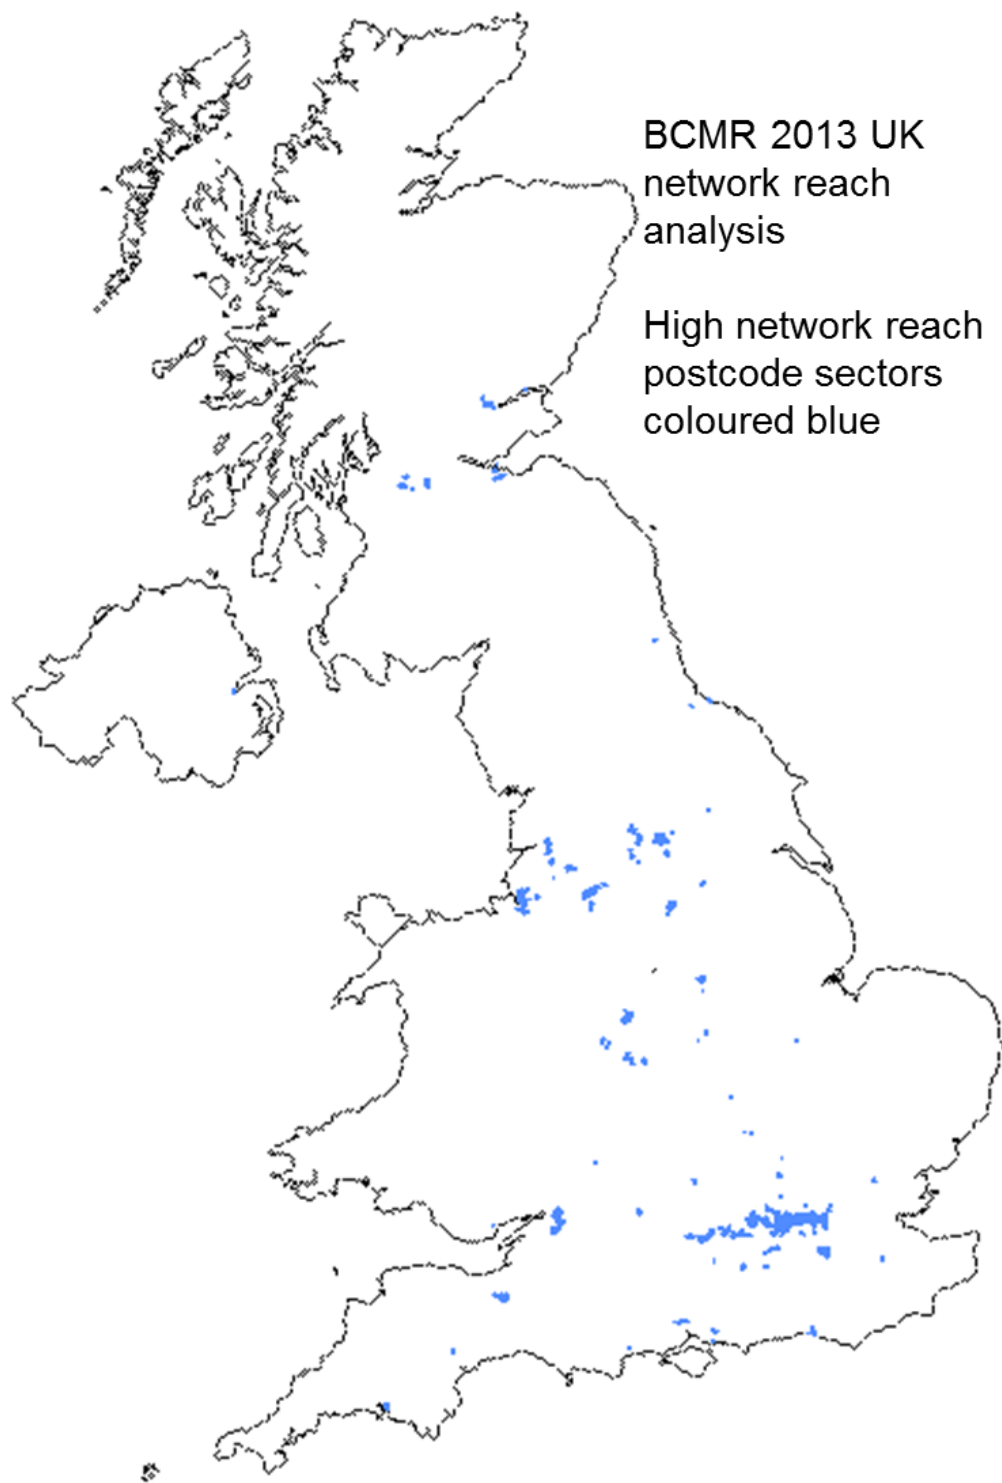 BCMR 2013 UK
network reach
analysis
High network reach
postcode sectors
coloured blue